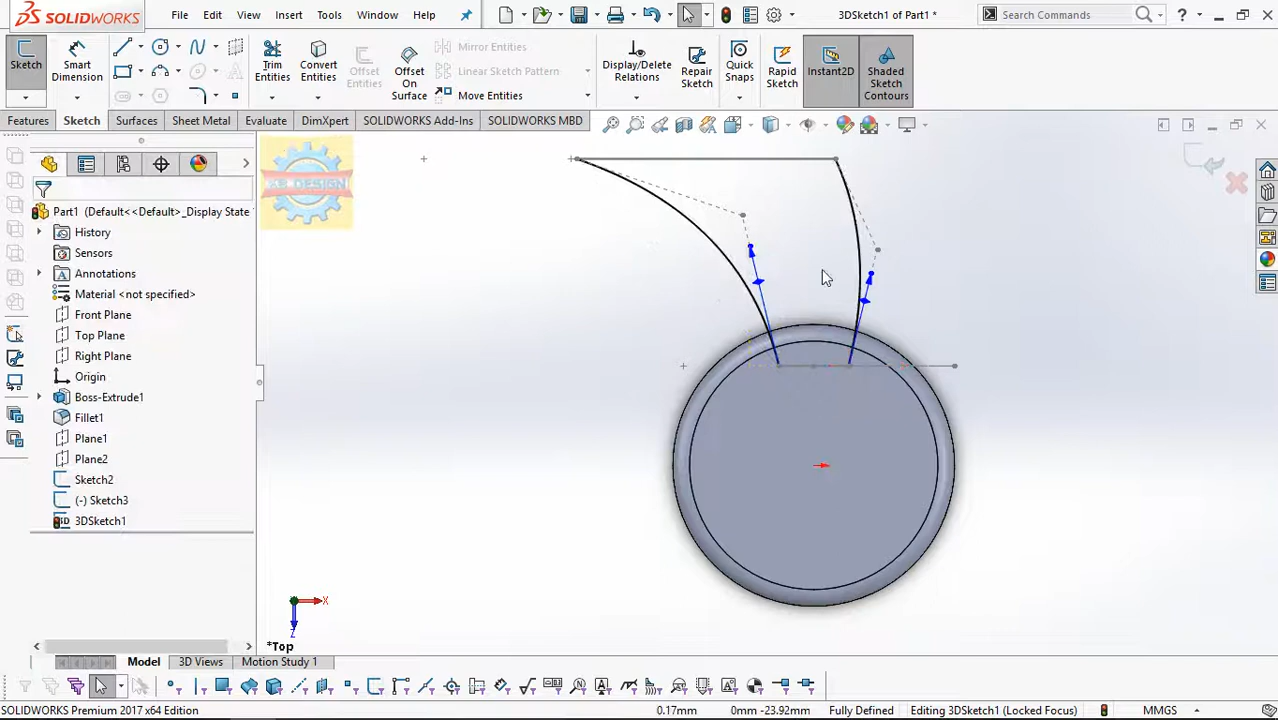 SOLIDWORKS File Edit View Insert Tools Window Help 3DSketch1 of Part1 * Search Commands ?
Sketch Smart Dimension Trim Entities Convert Entities Offset Entities Offset On Surface Mirror Entities Linear Sketch Pattern Move Entities Display/Delete Relations Repair Sketch Quick Snaps Rapid Sketch Instant2D Shaded Sketch Contours
Features Sketch Surfaces Sheet Metal Evaluate DimXpert SOLIDWORKS Add-Ins SOLIDWORKS MBD
Part1 (Default<<Default>_Display State
History
Sensors
Annotations
Material <not specified>
Front Plane
Top Plane
Right Plane
Origin
Boss-Extrude1
Fillet1
Plane1
Plane2
Sketch2
(-) Sketch3
3D 3DSketch1
X
Z
*Top
Model 3D Views Motion Study 1
SOLIDWORKS Premium 2017 x64 Edition 0.17mm 0mm -23.92mm Fully Defined Editing 3DSketch1 (Locked Focus) MMGS